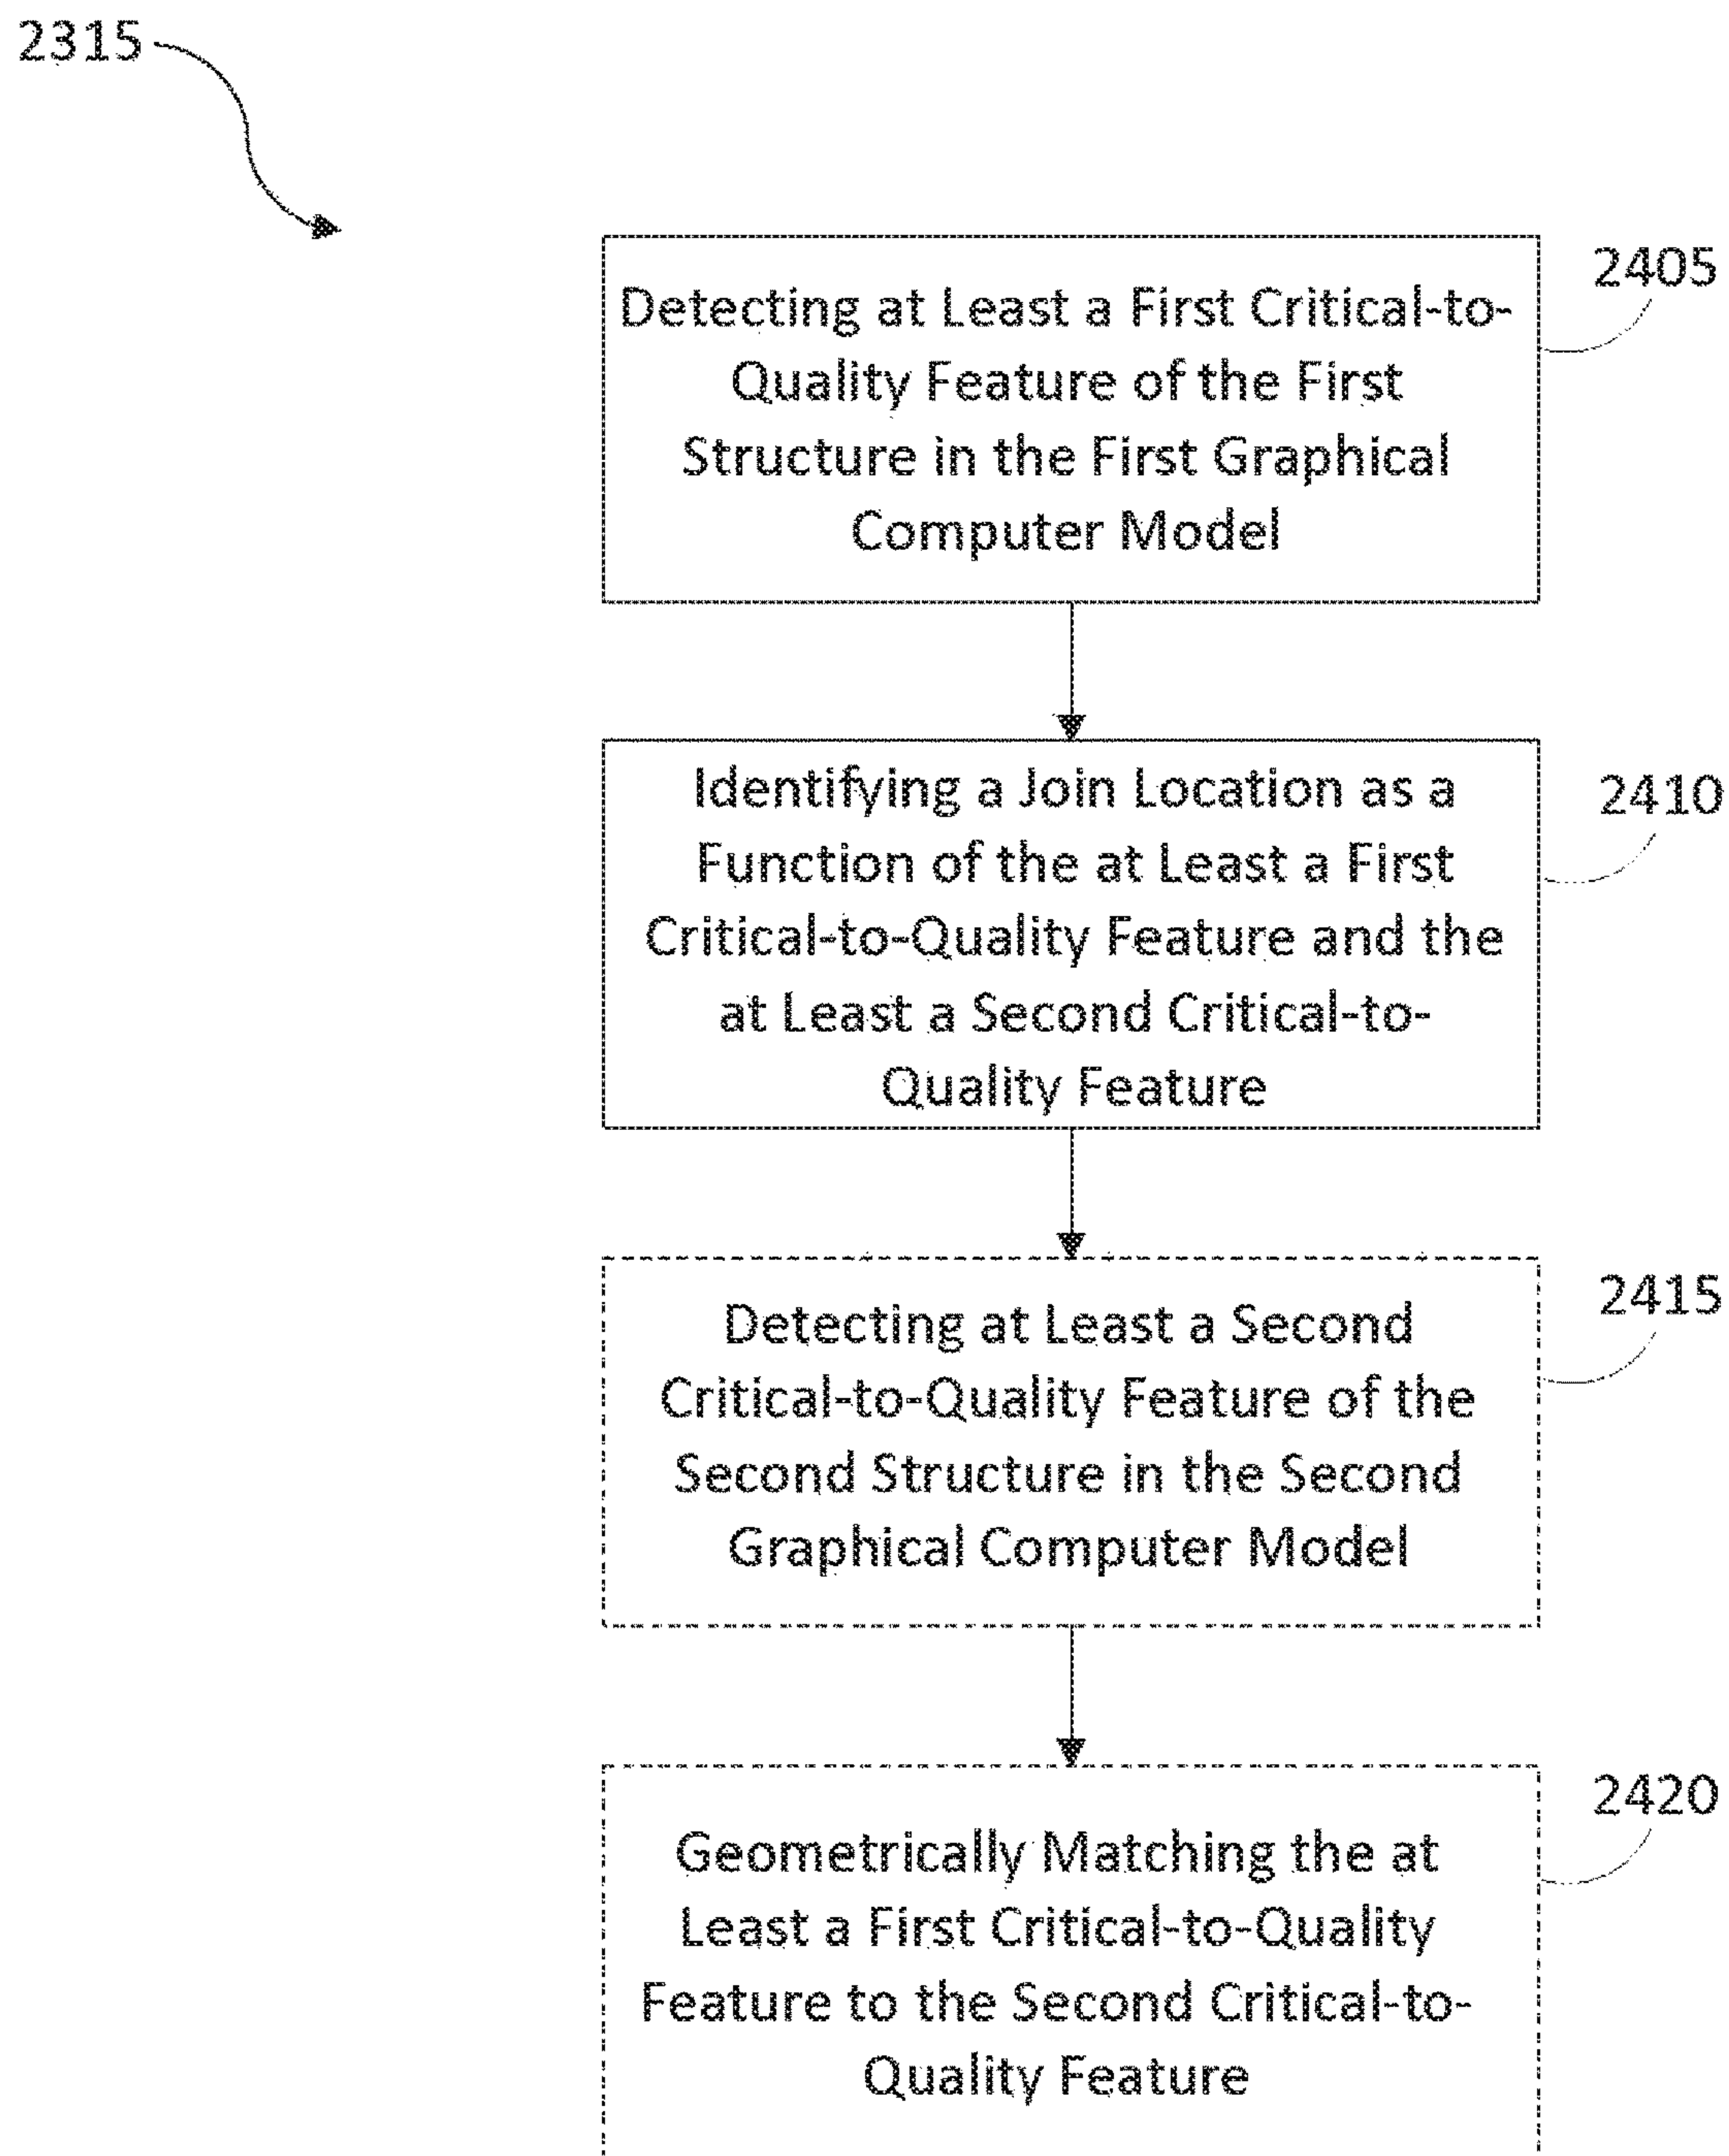 2315
2405
Detecting at Least a First Critical-to-
Quality Feature of the First
Structure in the First Graphical
Computer Model
2410
Identifying a Join Location as a
Function of the at Least a First
Critical-to-Quality Feature and the
at Least a Second Critical-to-
Quality Feature
2415
Detecting at Least a Second
Critical-to-Quality Feature of the
Second Structure in the Second
Graphical Computer Model
2420
Geometrically Matching the at
Least a First Critical-to-Quality
Feature to the Second Critical-to-
Quality Feature